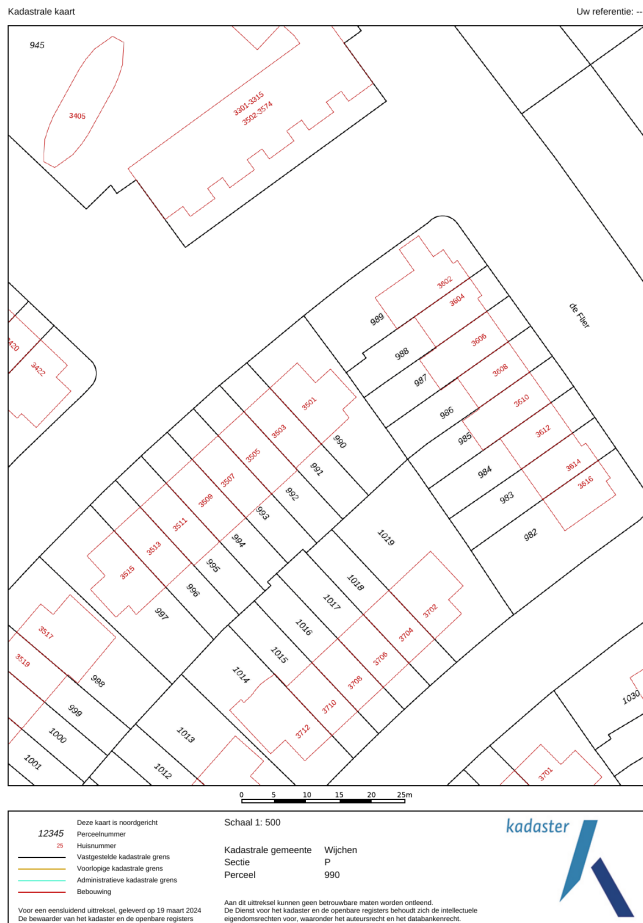 Kadastrale kaart
Uw referentie: --
945
3405
3301-3315
3502-3574
3420
3422
3602
3604
3606
3608
3610
3612
3614
3616
de Flier
989
988
987
986
985
984
983
982
3501
3503
3505
3507
3509
3511
3513
3515
990
991
992
993
994
995
996
997
1019
1018
1017
1016
1015
1014
1013
1012
3702
3704
3706
3708
3710
3712
3517
3519
998
999
1000
1001
3701
1030
0 5 10 15 20 25m
Deze kaart is noordgericht
12345 Perceelnummer
25 Huisnummer
Vastgestelde kadastrale grens
Voorlopige kadastrale grens
Administratieve kadastrale grens
Bebouwing
Voor een eensluidend uittreksel, geleverd op 19 maart 2024
De bewaarder van het kadaster en de openbare registers
Schaal 1: 500
Kadastrale gemeente Wijchen
Sectie P
Perceel 990
Aan dit uittreksel kunnen geen betrouwbare maten worden ontleend.
De Dienst voor het kadaster en de openbare registers behoudt zich de intellectuele
eigendomsrechten voor, waaronder het auteursrecht en het databankenrecht.
kadaster